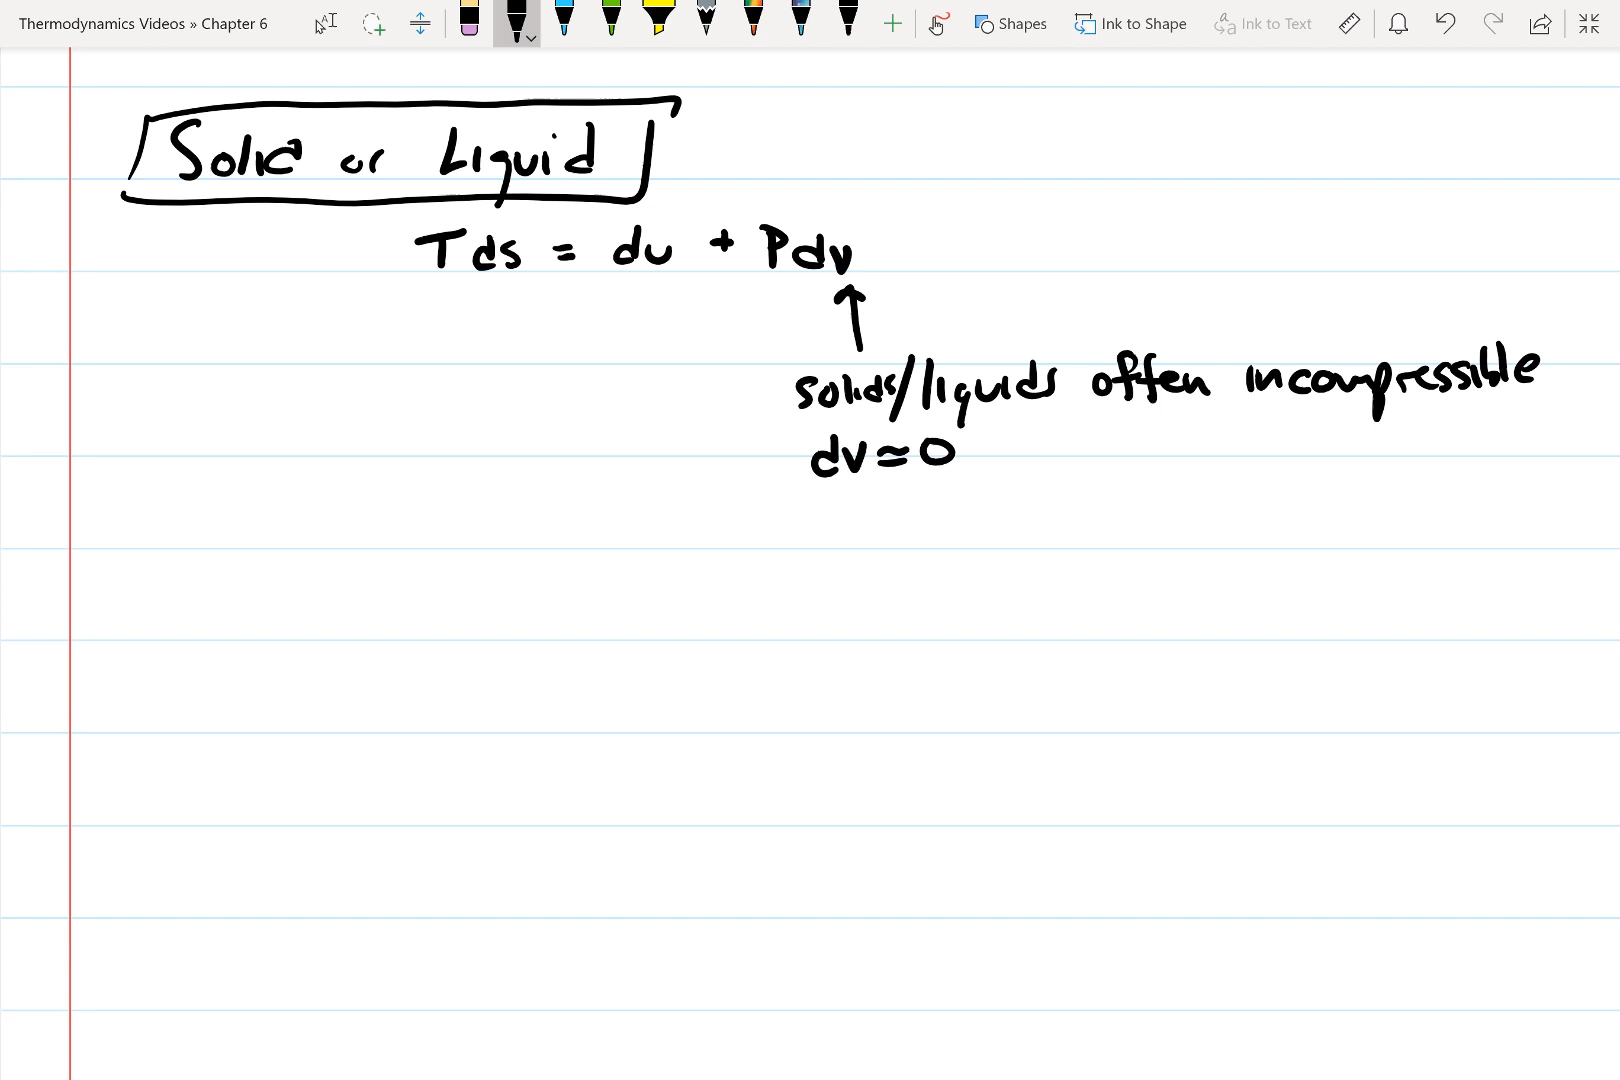 Thermodynamics Videos » Chapter 6
Shapes
Ink to Shape
Ink to Text
Solid or Liquid
Tds = du + Pdv
solids/liquids often incompressible
dv≈0